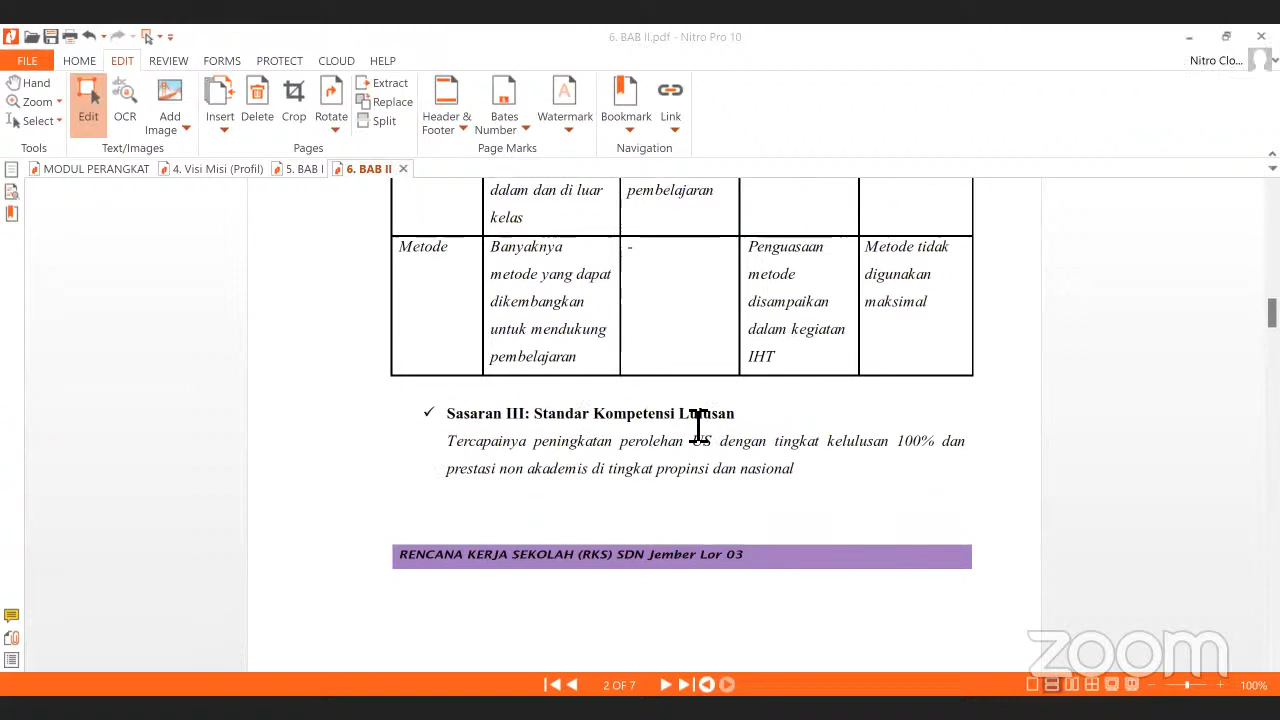 6. BAB II.pdf - Nitro Pro 10
FILE HOME EDIT REVIEW FORMS PROTECT CLOUD HELP
Nitro Clo...
Hand
Zoom
Select
Edit
OCR
Add Image
Insert
Delete
Crop
Rotate
Extract
Replace
Split
Header & Footer
Bates Number
Watermark
Bookmark
Link
Tools Text/Images Pages Page Marks Navigation
MODUL PERANGKAT 4. Visi Misi (Profil) 5. BAB I 6. BAB II
dalam dan di luar
kelas
pembelajaran
Metode
Banyaknya
metode yang dapat
dikembangkan
untuk mendukung
pembelajaran
-
Penguasaan
metode
disampaikan
dalam kegiatan
IHT
Metode tidak
digunakan
maksimal
✓ Sasaran III: Standar Kompetensi Lulusan
Tercapainya peningkatan perolehan US dengan tingkat kelulusan 100% dan
prestasi non akademis di tingkat propinsi dan nasional
RENCANA KERJA SEKOLAH (RKS) SDN Jember Lor 03
zoom
2 OF 7
100%